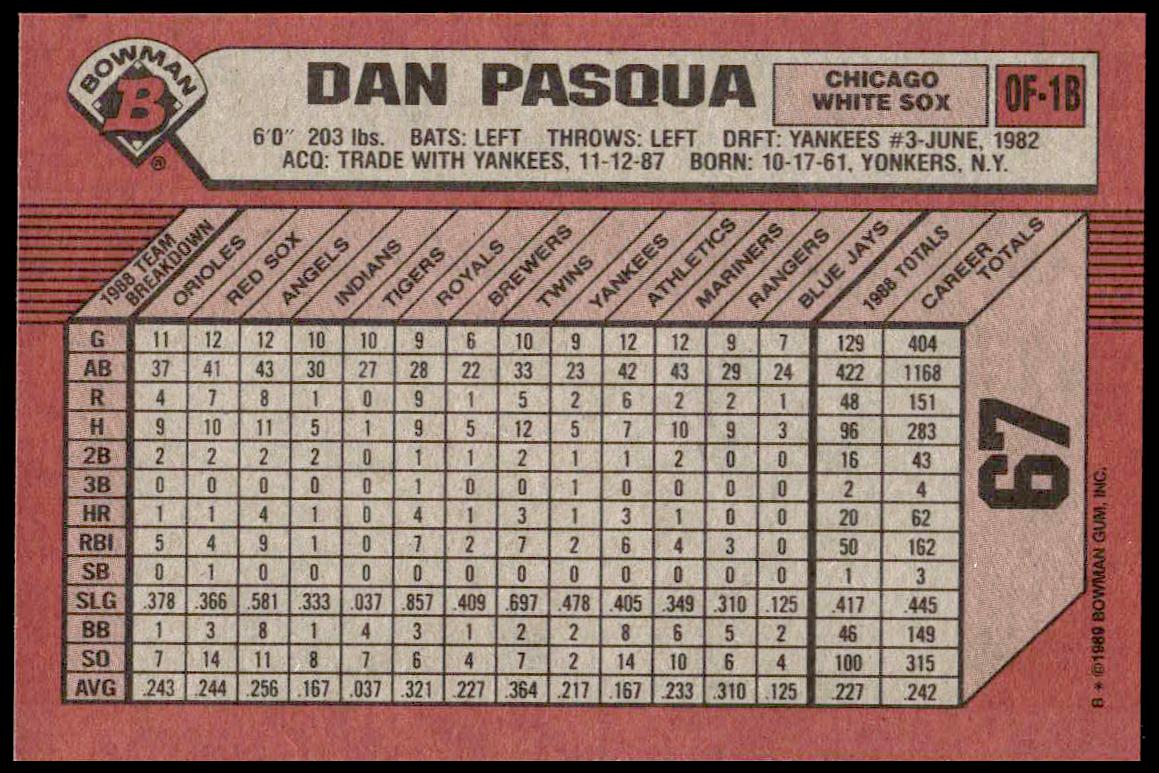 BOWMAN
B
®
DAN PASQUA
CHICAGO
WHITE SOX
OF-1B
6'0" 203 lbs. BATS: LEFT THROWS: LEFT DRFT: YANKEES #3-JUNE, 1982
ACQ: TRADE WITH YANKEES, 11-12-87 BORN: 10-17-61, YONKERS, N.Y.
1988 TEAM BREAKDOWN ORIOLES RED SOX ANGELS INDIANS TIGERS ROYALS BREWERS TWINS YANKEES ATHLETICS MARINERS RANGERS BLUE JAYS 1988 TOTALS CAREER TOTALS
G 11 12 12 10 10 9 6 10 9 12 12 9 7 129 404
AB 37 41 43 30 27 28 22 33 23 42 43 29 24 422 1168
R 4 7 8 1 0 9 1 5 2 6 2 2 1 48 151
H 9 10 11 5 1 9 5 12 5 7 10 9 3 96 283
2B 2 2 2 2 0 1 1 2 1 1 2 0 0 16 43
3B 0 0 0 0 0 1 0 0 1 0 0 0 0 2 4
HR 1 1 4 1 0 4 1 3 1 3 1 0 0 20 62
RBI 5 4 9 1 0 7 2 7 2 6 4 3 0 50 162
SB 0 1 0 0 0 0 0 0 0 0 0 0 0 1 3
SLG .378 .366 .581 .333 .037 .857 .409 .697 .478 .405 .349 .310 .125 .417 .445
BB 1 3 8 1 4 3 1 2 2 8 6 5 2 46 149
SO 7 14 11 8 7 6 4 7 2 14 10 6 4 100 315
AVG .243 .244 .256 .167 .037 .321 .227 .364 .217 .167 .233 .310 .125 .227 .242
67
B * ©1989 BOWMAN GUM, INC.